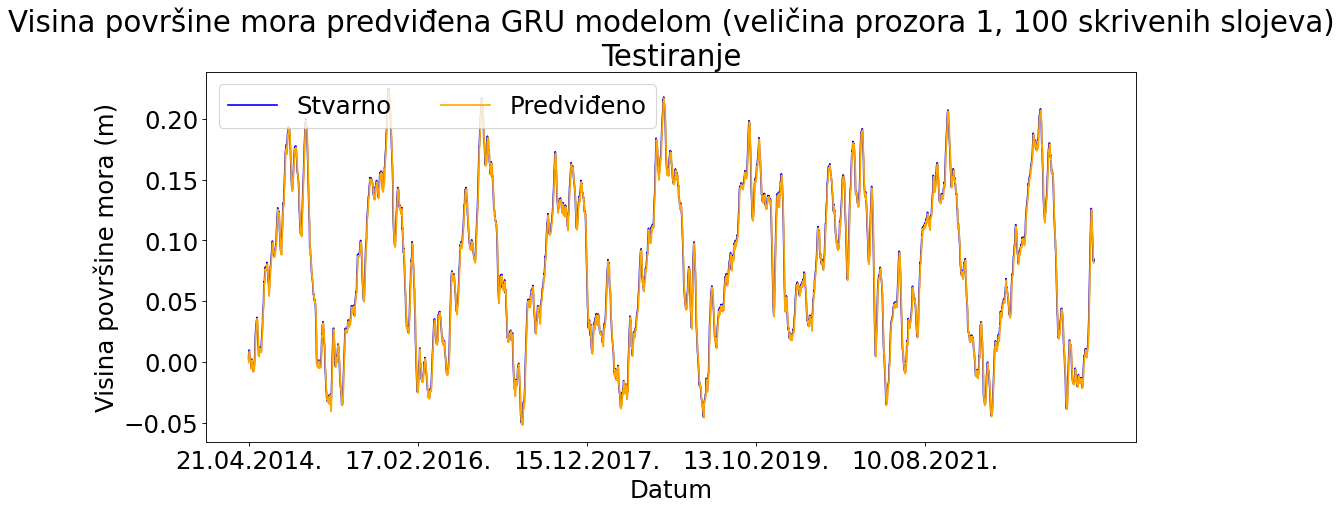 Visina površine mora predviđena GRU modelom (veličina prozora 1, 100 skrivenih slojeva)
Testiranje
Stvarno
Predviđeno
Visina površine mora (m)
0.20
0.15
0.10
0.05
0.00
−0.05
21.04.2014.
17.02.2016.
15.12.2017.
13.10.2019.
10.08.2021.
Datum